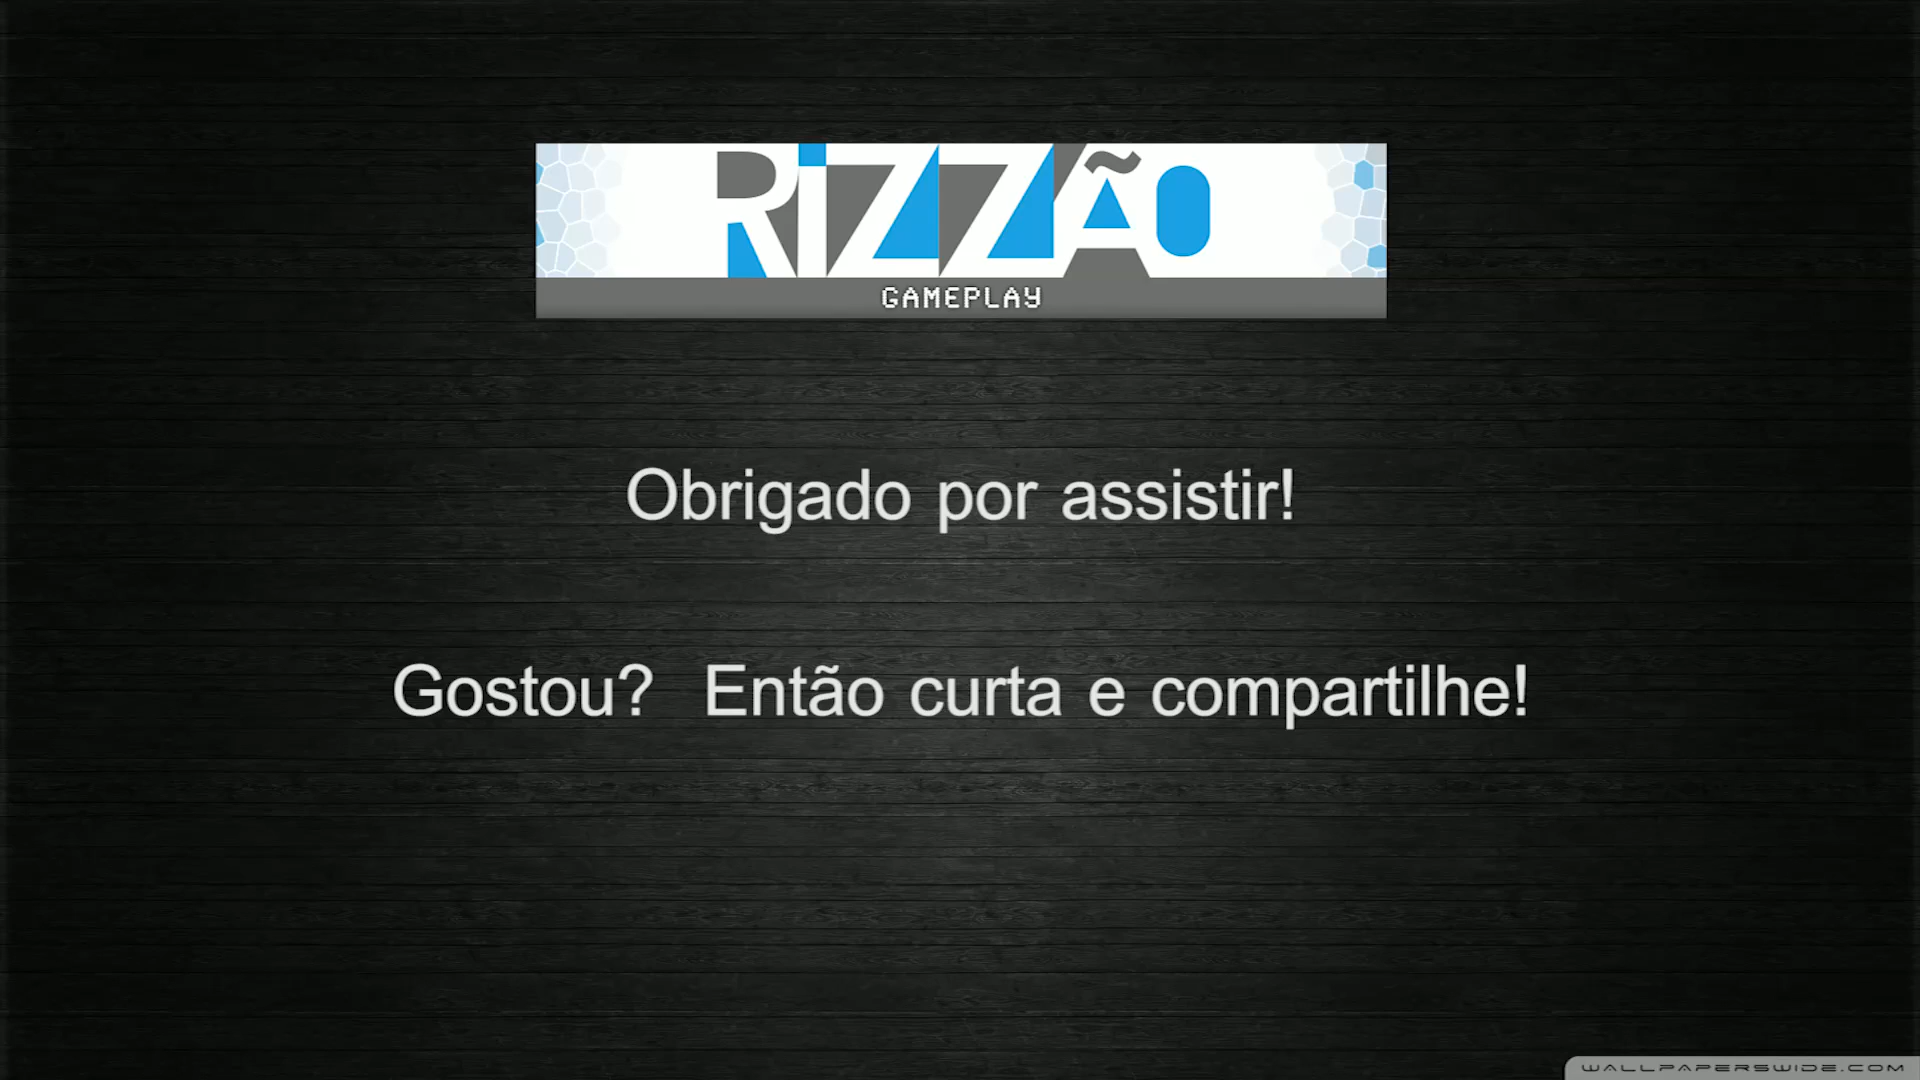 RiZZÃO
GAMEPLAY
Obrigado por assistir!
Gostou? Então curta e compartilhe!
WALLPAPERSWIDE.COM